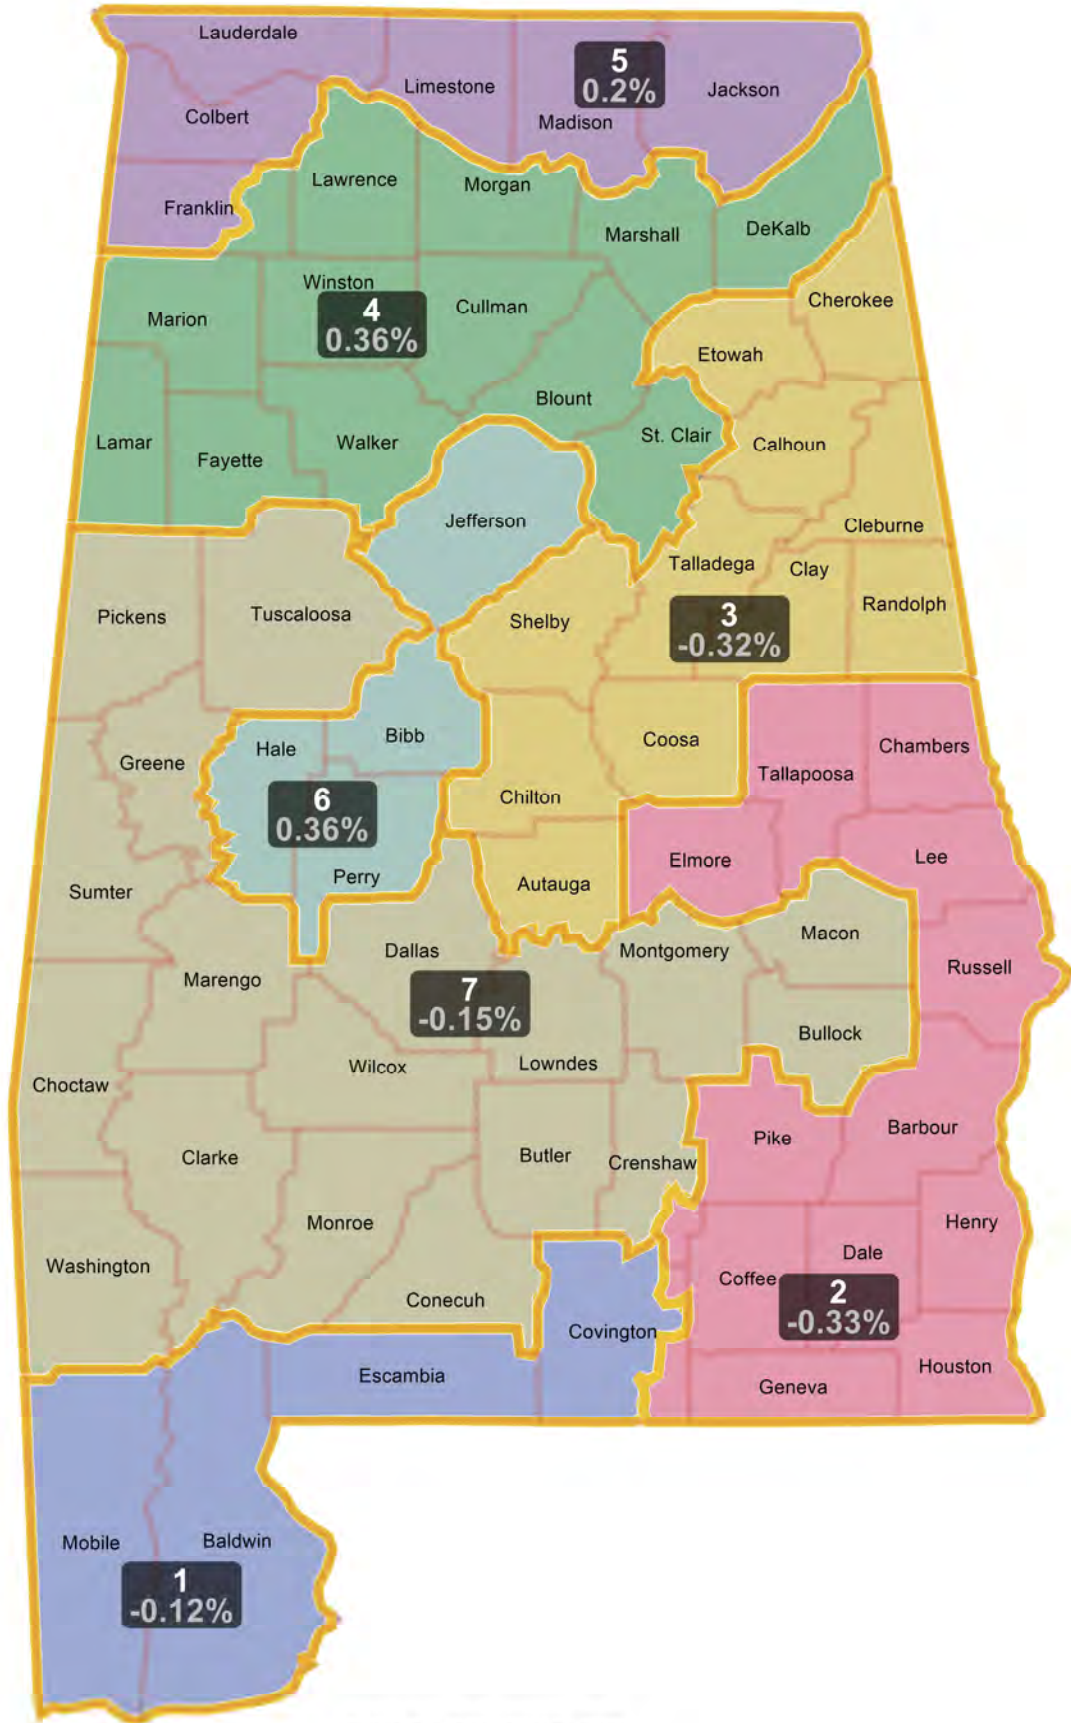 Lauderdale
5
0.2%
Limestone
Jackson
Colbert
Madison
Lawrence
Morgan
Franklin
Marshall
DeKalb
Winston
Cherokee
4
0.36%
Cullman
Marion
Etowah
Blount
St. Clair
Lamar
Walker
Calhoun
Fayette
Jefferson
Cleburne
Talladega
Clay
Randolph
Pickens
Tuscaloosa
Shelby
3
-0.32%
Hale
Bibb
Coosa
Chambers
Greene
Tallapoosa
6
0.36%
Chilton
Elmore
Lee
Perry
Autauga
Sumter
Macon
Dallas
Montgomery
Russell
Marengo
7
-0.15%
Bullock
Wilcox
Lowndes
Choctaw
Barbour
Pike
Clarke
Butler
Crenshaw
Monroe
Henry
Washington
Dale
Coffee
2
-0.33%
Conecuh
Covington
Escambia
Houston
Geneva
Mobile
Baldwin
1
-0.12%